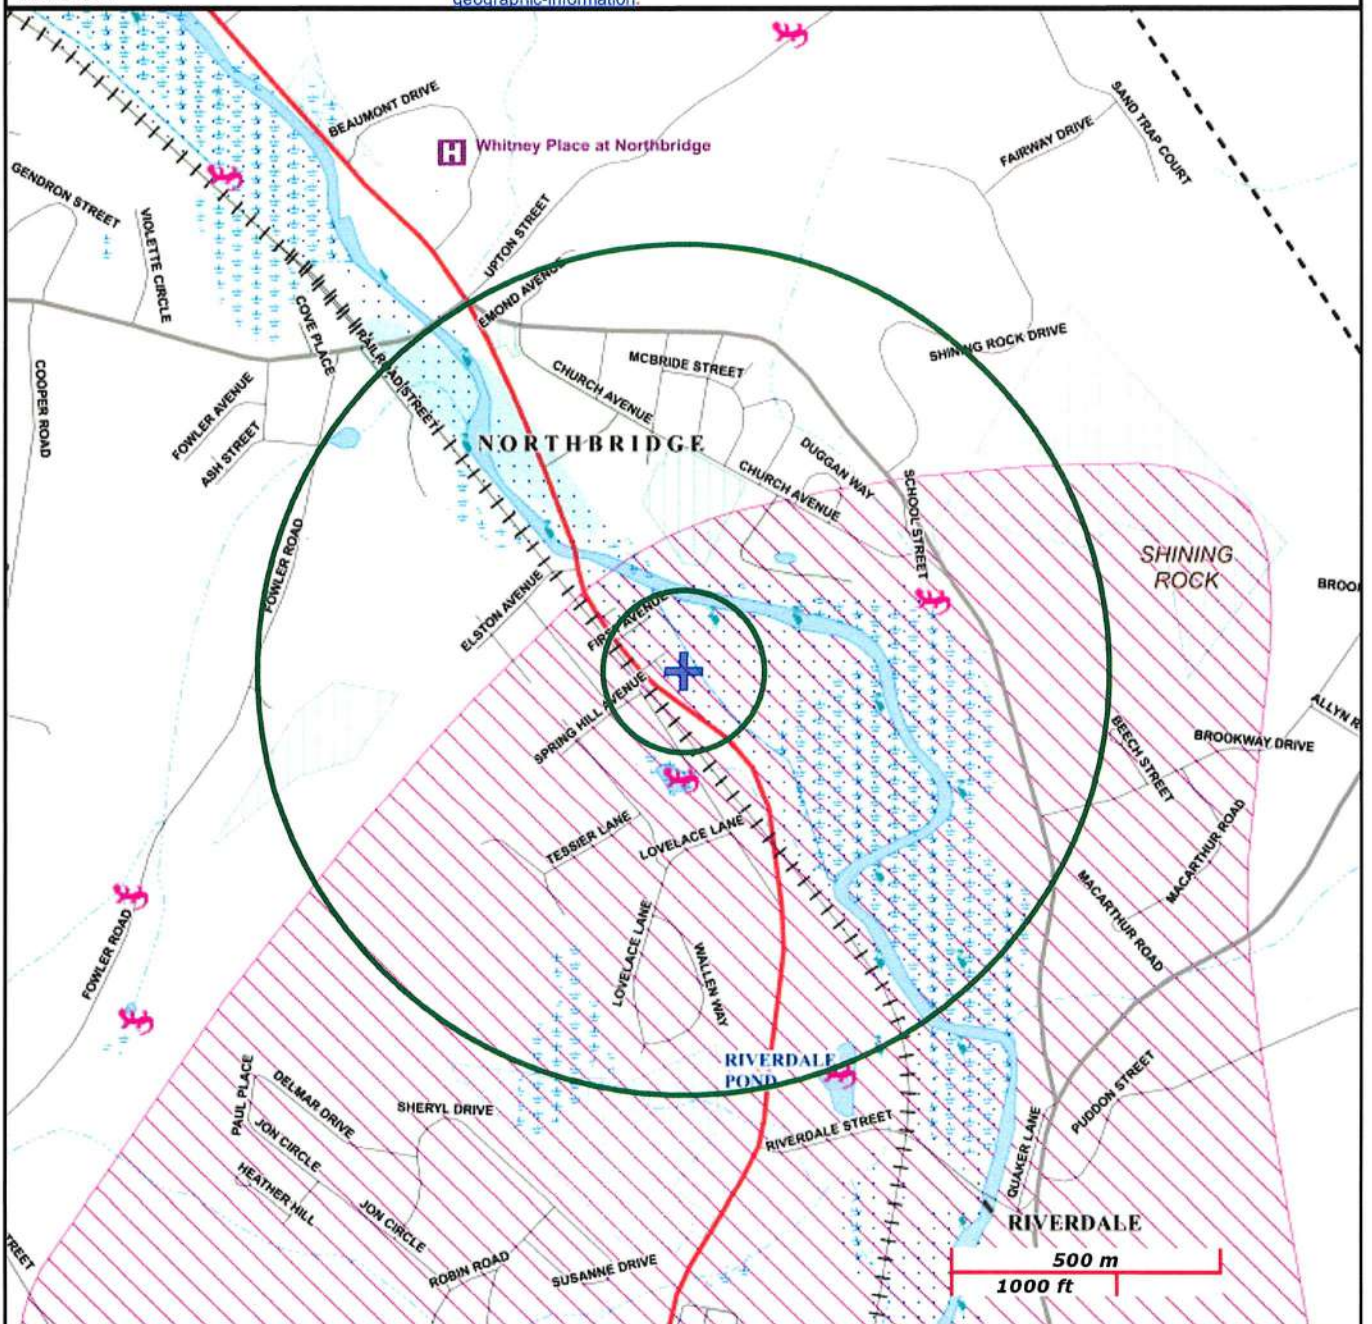 geographic-information.
BEAUMONT DRIVE
H
Whitney Place at Northbridge
SAND TRAP COURT
FAIRWAY DRIVE
GENDRON STREET
VIOLETTE CIRCLE
UPTON STREET
EMOND AVENUE
COVE PLACE
RAILROAD STREET
SHINING ROCK DRIVE
MCBRIDE STREET
COOPER ROAD
CHURCH AVENUE
FOWLER AVENUE
ASH STREET
NORTHBRIDGE
DUGGAN WAY
CHURCH AVENUE
SCHOOL STREET
SHINING
ROCK
FOWLER ROAD
ELSTON AVENUE
FIRST AVENUE
SPRING HILL AVENUE
BEECH STREET
BROOKWAY DRIVE
TESSIER LANE
LOVELACE LANE
MACARTHUR ROAD
MACARTHUR ROAD
FOWLER ROAD
LOVELACE LANE
WALLEN WAY
RIVERDALE
POND
PAUL PLACE
DELMAR DRIVE
SHERYL DRIVE
JON CIRCLE
RIVERDALE STREET
PUDDON STREET
QUAKER LANE
HEATHER HILL
JON CIRCLE
RIVERDALE
ROBIN ROAD
SUSANNE DRIVE
500 m
1000 ft